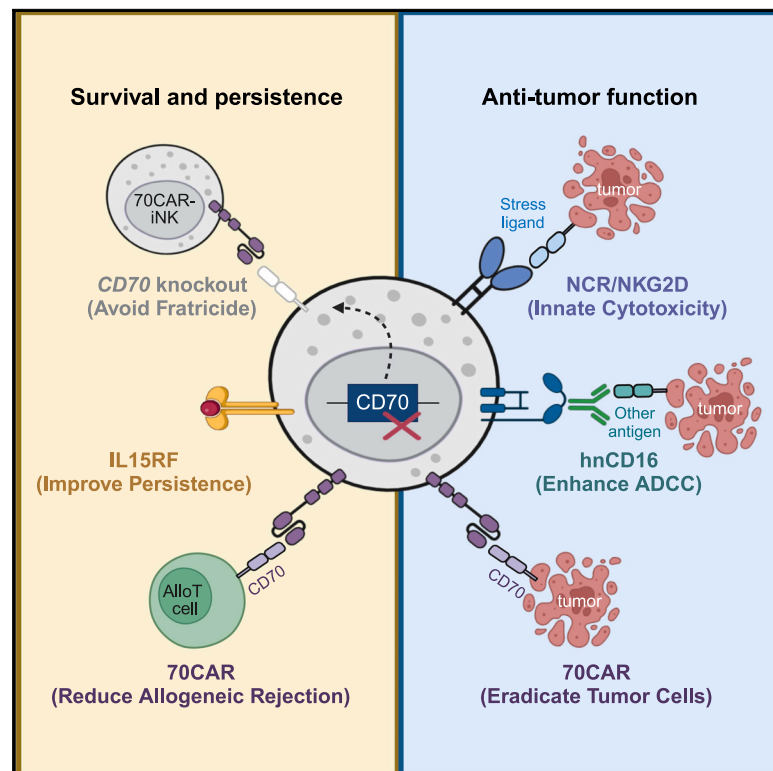 Survival and persistence
70CAR-
iNK
CD70 knockout
(Avoid Fratricide)
CD70
IL15RF
(Improve Persistence)
AlloT
cell
CD70
70CAR
(Reduce Allogeneic Rejection)
Anti-tumor function
tumor
Stress
ligand
NCR/NKG2D
(Innate Cytotoxicity)
tumor
Other
antigen
hnCD16
(Enhance ADCC)
CD70
tumor
70CAR
(Eradicate Tumor Cells)